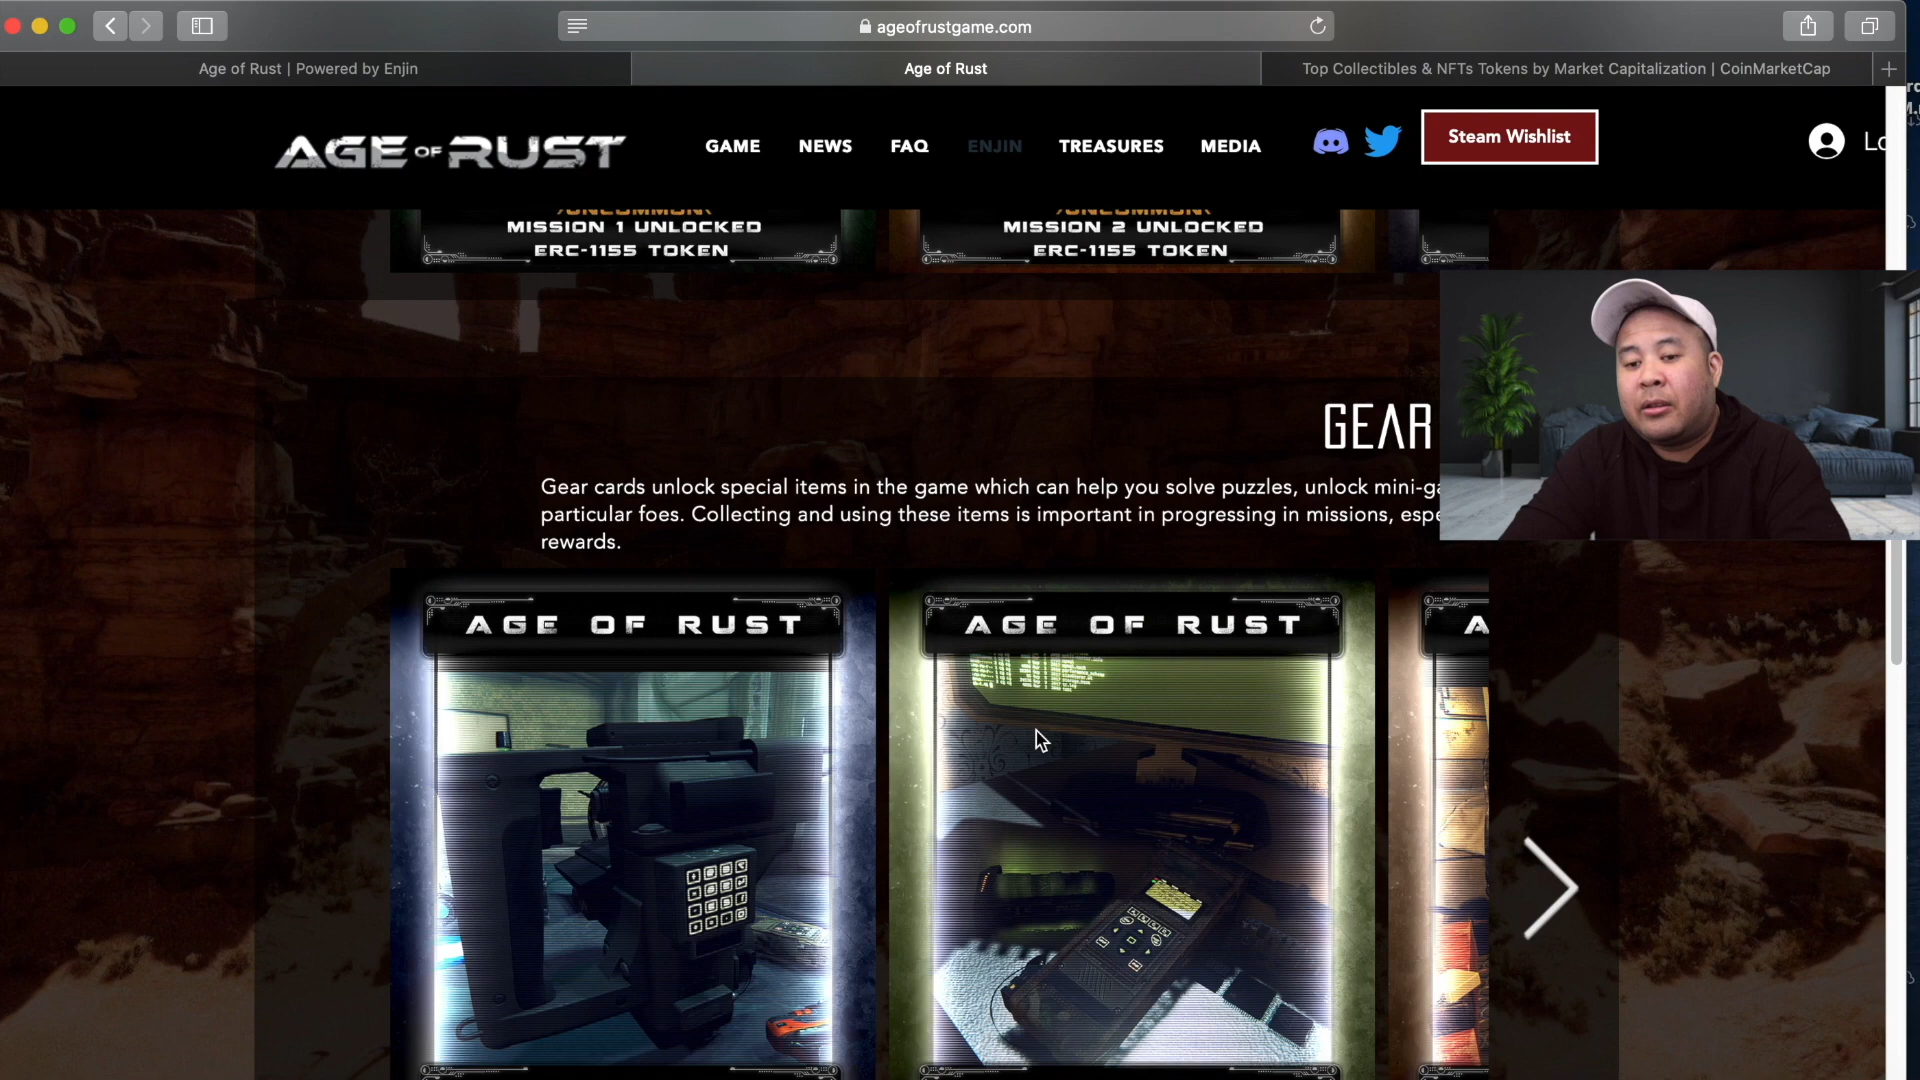 ageofrustgame.com
Age of Rust | Powered by Enjin
Age of Rust
Top Collectibles & NFTs Tokens by Market Capitalization | CoinMarketCap
AGE OF RUST
GAME NEWS FAQ ENJIN TREASURES MEDIA
Steam Wishlist
Lo
MISSION 1 UNLOCKED
ERC-1155 TOKEN
MISSION 2 UNLOCKED
ERC-1155 TOKEN
GEAR
Gear cards unlock special items in the game which can help you solve puzzles, unlock mini-ga
particular foes. Collecting and using these items is important in progressing in missions, espe
rewards.
AGE OF RUST
AGE OF RUST
A